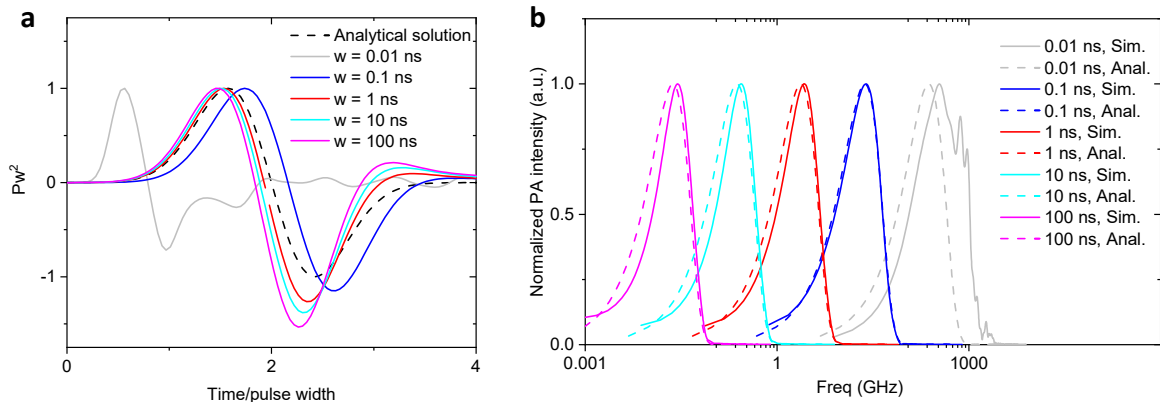 a
Analytical solution
w = 0.01 ns
w = 0.1 ns
w = 1 ns
w = 10 ns
w = 100 ns
1
0
-1
Pw²
0
1
2
3
4
Time/pulse width
b
0.01 ns, Sim.
0.01 ns, Anal.
0.1 ns, Sim.
0.1 ns, Anal.
1 ns, Sim.
1 ns, Anal.
10 ns, Sim.
10 ns, Anal.
100 ns, Sim.
100 ns, Anal.
1.0
0.5
0.0
Normalized PA intensity (a.u.)
0.001
1
1000
Freq (GHz)